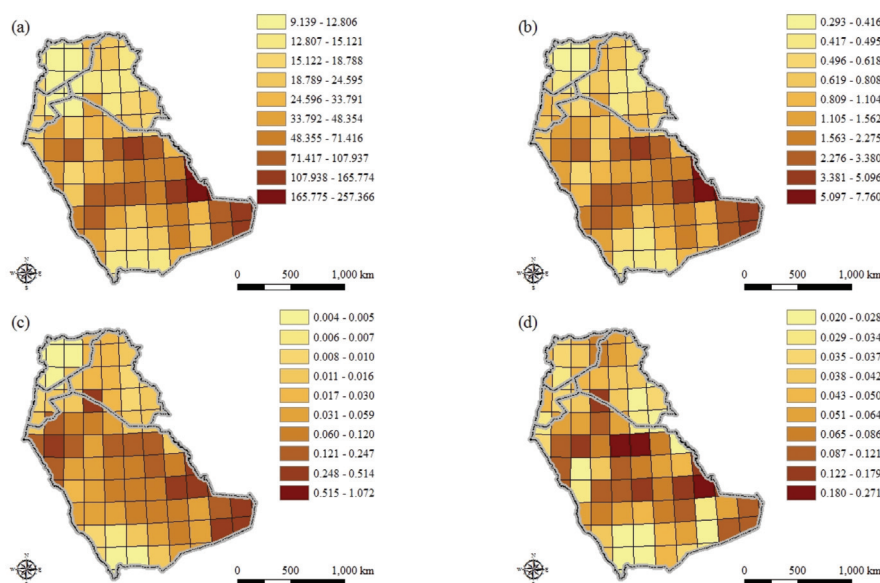 (a)
9.139 - 12.806
12.807 - 15.121
15.122 - 18.788
18.789 - 24.595
24.596 - 33.791
33.792 - 48.354
48.355 - 71.416
71.417 - 107.937
107.938 - 165.774
165.775 - 257.366
0 500 1,000 km
(b)
0.293 - 0.416
0.417 - 0.495
0.496 - 0.618
0.619 - 0.808
0.809 - 1.104
1.105 - 1.562
1.563 - 2.275
2.276 - 3.380
3.381 - 5.096
5.097 - 7.760
0 500 1,000 km
(c)
0.004 - 0.005
0.006 - 0.007
0.008 - 0.010
0.011 - 0.016
0.017 - 0.030
0.031 - 0.059
0.060 - 0.120
0.121 - 0.247
0.248 - 0.514
0.515 - 1.072
0 500 1,000 km
(d)
0.020 - 0.028
0.029 - 0.034
0.035 - 0.037
0.038 - 0.042
0.043 - 0.050
0.051 - 0.064
0.065 - 0.086
0.087 - 0.121
0.122 - 0.179
0.180 - 0.271
0 500 1,000 km